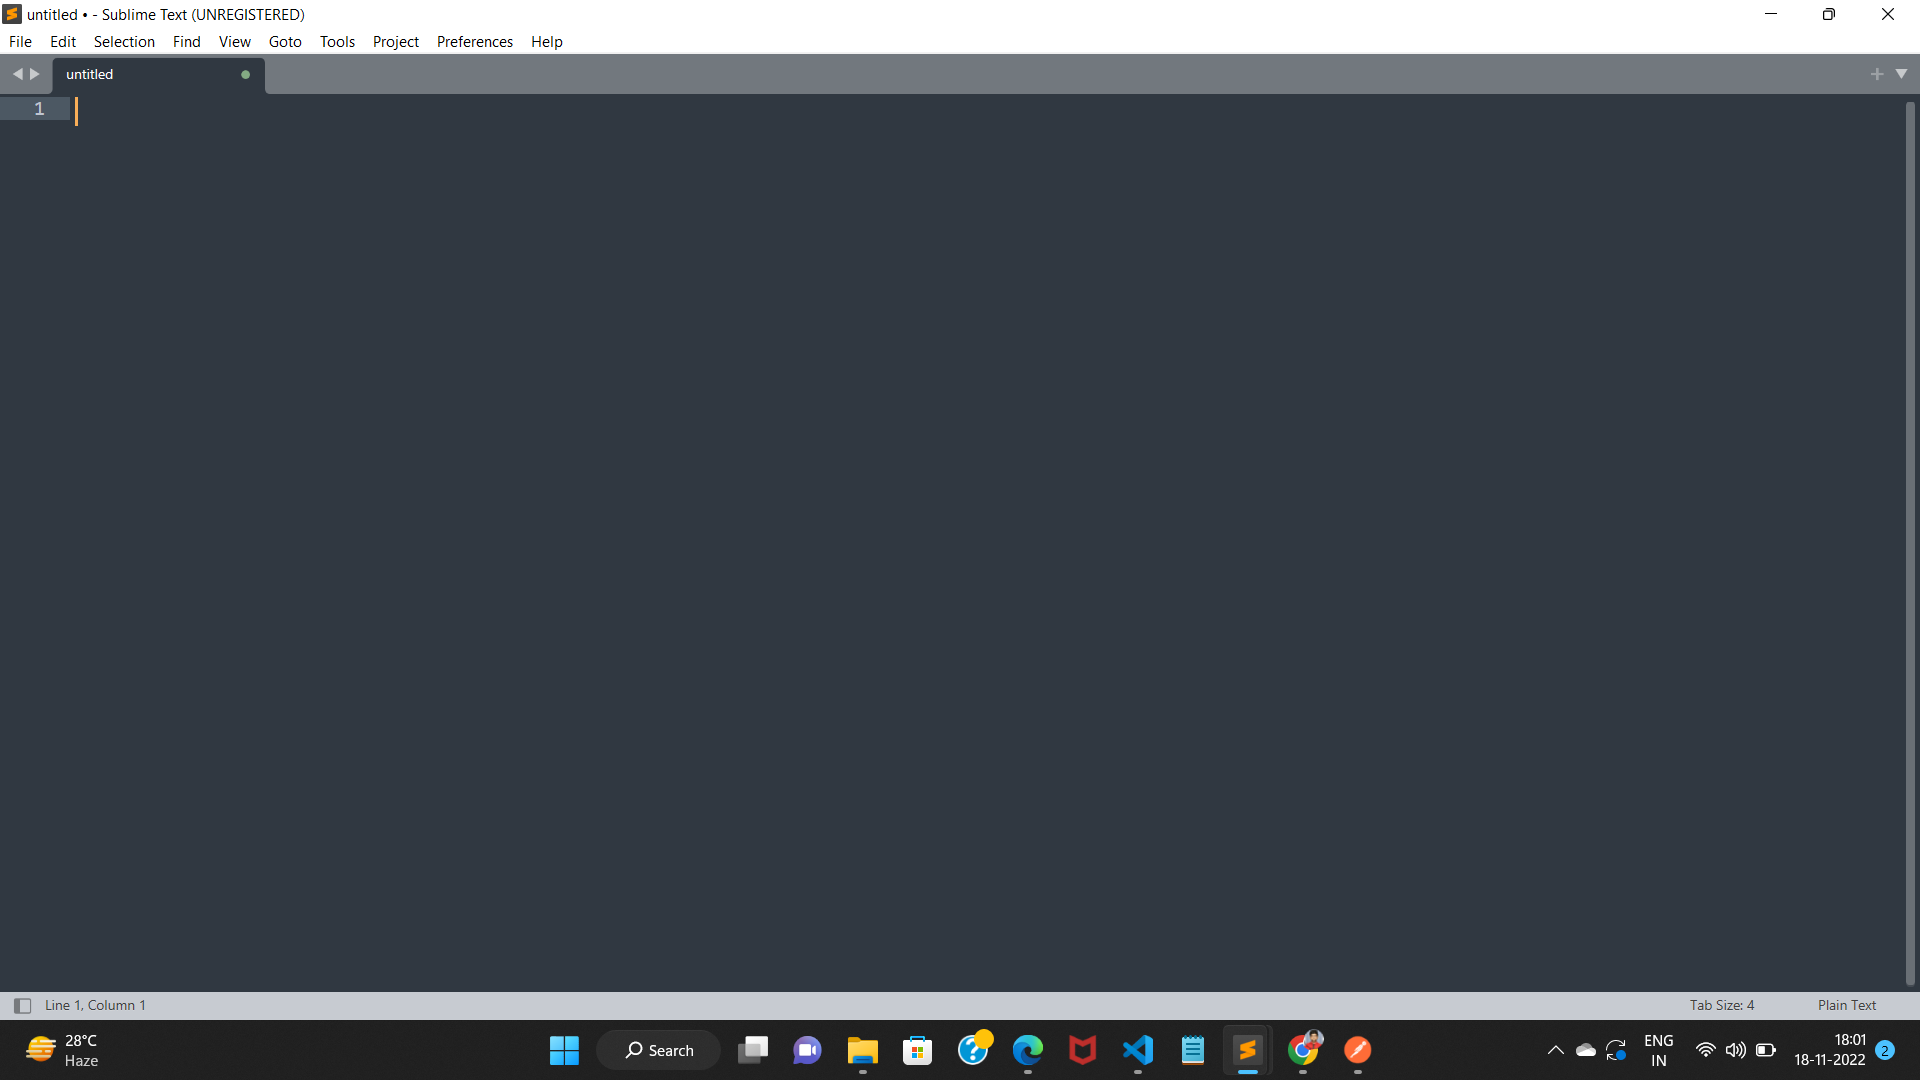 untitled • - Sublime Text (UNREGISTERED)
File Edit Selection Find View Goto Tools Project Preferences Help
untitled
1
Line 1, Column 1
Tab Size: 4
Plain Text
28°C
Haze
Search
ENG
IN
18:01
18-11-2022
2